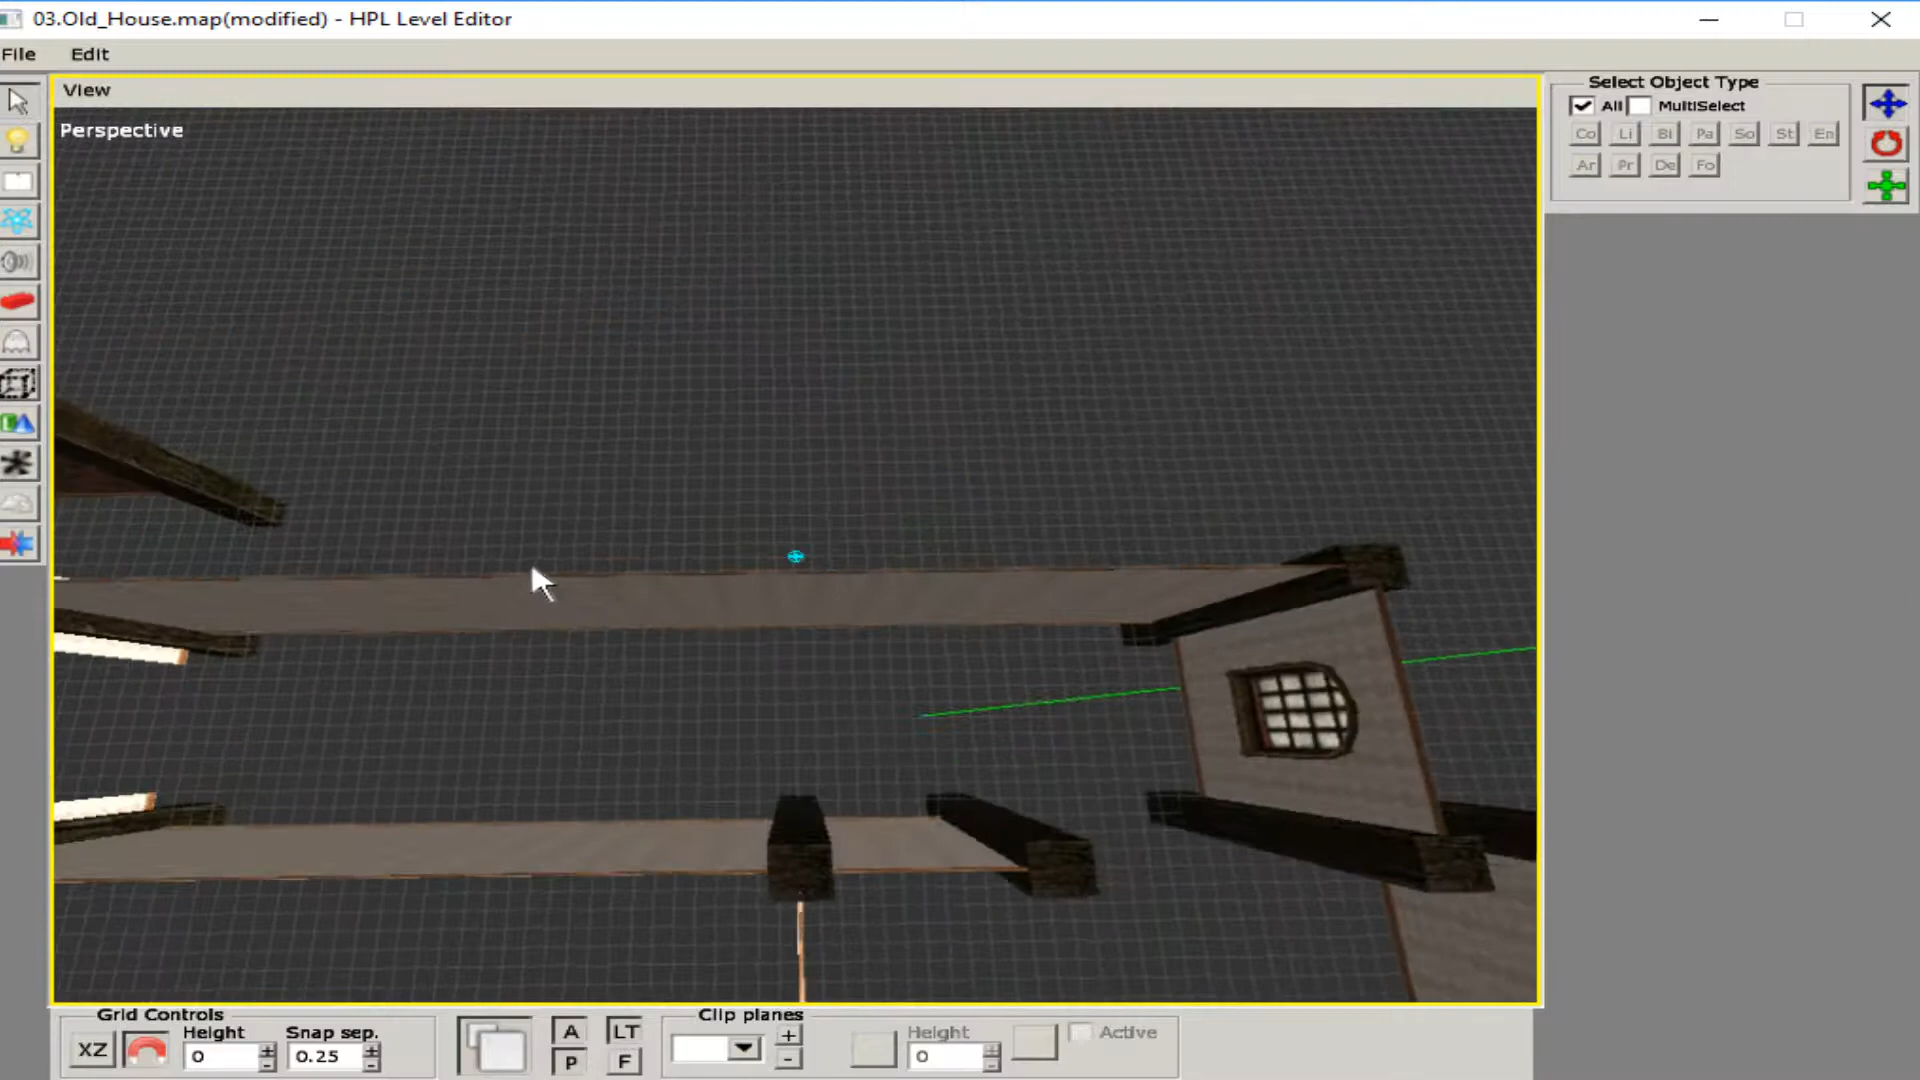 03.Old_House.map(modified) - HPL Level Editor
File Edit
View
Perspective
Select Object Type
All MultiSelect
Co Li Bi Pa So St En
Ar Pr De Fo
Grid Controls
XZ Height 0 Snap sep. 0.25
A LT
P F
Clip planes
+
-
Height
0
Active